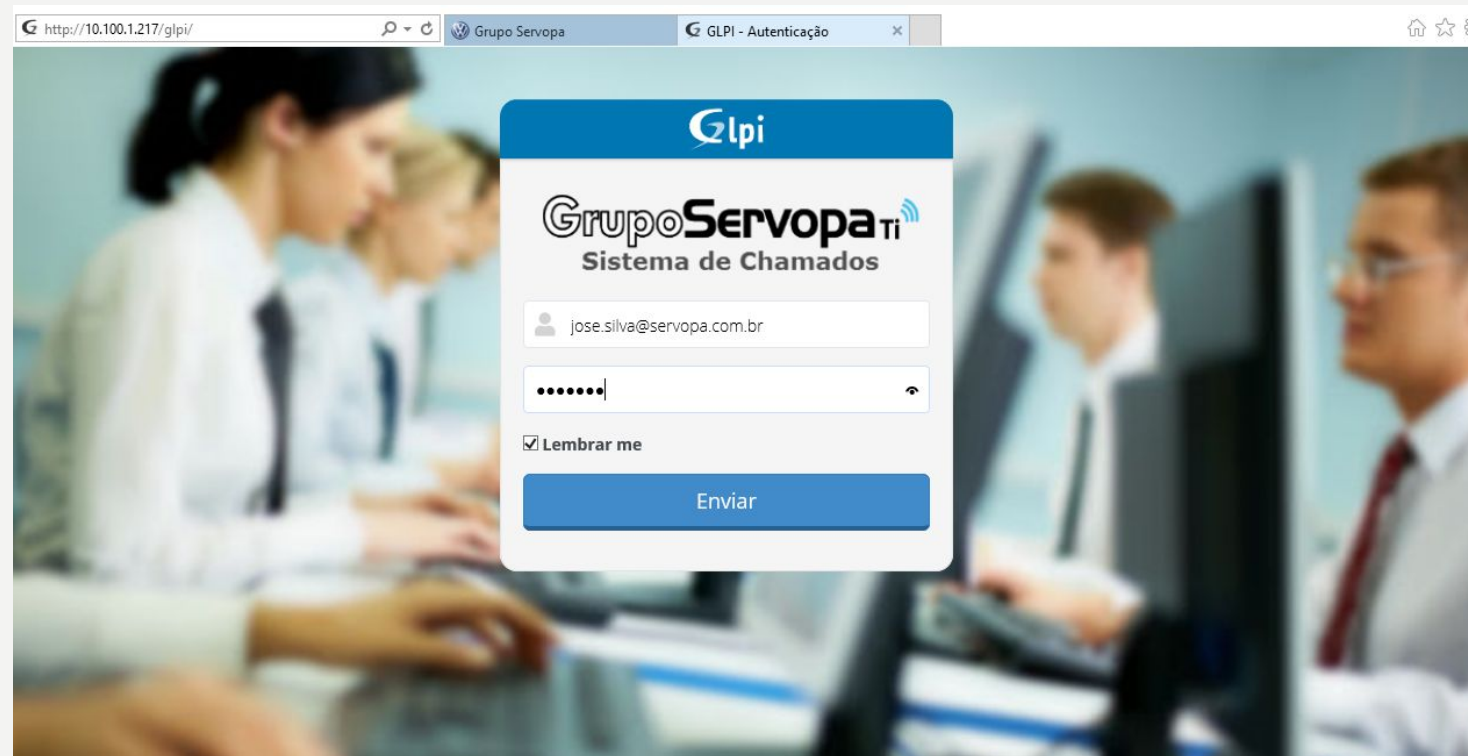 http://10.100.1.217/glpi/
Grupo Servopa
GLPI - Autenticação
Glpi
GrupoServopa Ti
Sistema de Chamados
jose.silva@servopa.com.br
•••••••
Lembrar me
Enviar